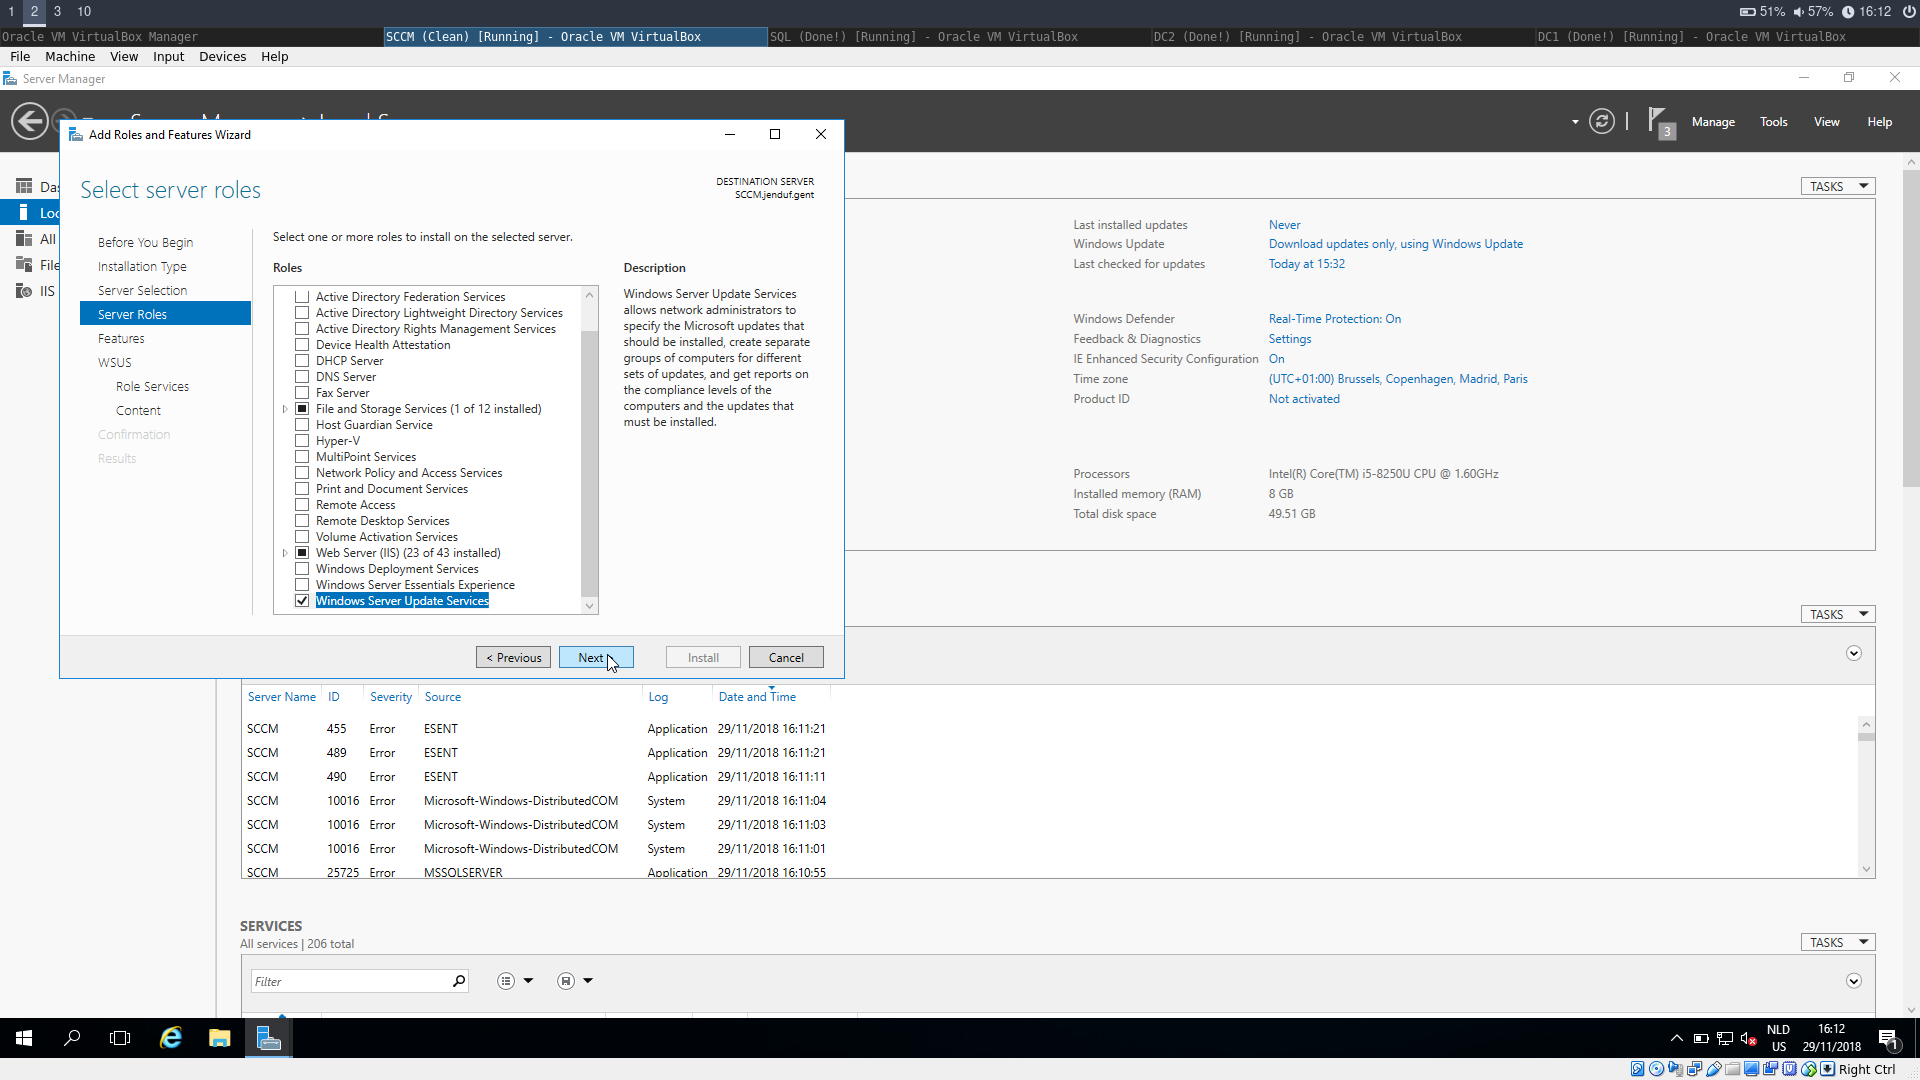 1 2 3 10
51% 57% 16:12
Oracle VM VirtualBox Manager
SCCM (Clean) [Running] - Oracle VM VirtualBox
SQL (Done!) [Running] - Oracle VM VirtualBox
DC2 (Done!) [Running] - Oracle VM VirtualBox
DC1 (Done!) [Running] - Oracle VM VirtualBox
File Machine View Input Devices Help
Server Manager
3 Manage Tools View Help
Add Roles and Features Wizard
Select server roles
DESTINATION SERVER
SCCM.jenduf.gent
Das
Loc
All
File
IIS
Before You Begin
Installation Type
Server Selection
Server Roles
Features
WSUS
Role Services
Content
Confirmation
Results
Select one or more roles to install on the selected server.
Roles
Active Directory Federation Services
Active Directory Lightweight Directory Services
Active Directory Rights Management Services
Device Health Attestation
DHCP Server
DNS Server
Fax Server
File and Storage Services (1 of 12 installed)
Host Guardian Service
Hyper-V
MultiPoint Services
Network Policy and Access Services
Print and Document Services
Remote Access
Remote Desktop Services
Volume Activation Services
Web Server (IIS) (23 of 43 installed)
Windows Deployment Services
Windows Server Essentials Experience
Windows Server Update Services
Description
Windows Server Update Services
allows network administrators to
specify the Microsoft updates that
should be installed, create separate
groups of computers for different
sets of updates, and get reports on
the compliance levels of the
computers and the updates that
must be installed.
< Previous Next Install Cancel
TASKS
Last installed updates Never
Windows Update Download updates only, using Windows Update
Last checked for updates Today at 15:32
Windows Defender Real-Time Protection: On
Feedback & Diagnostics Settings
IE Enhanced Security Configuration On
Time zone (UTC+01:00) Brussels, Copenhagen, Madrid, Paris
Product ID Not activated
Processors Intel(R) Core(TM) i5-8250U CPU @ 1.60GHz
Installed memory (RAM) 8 GB
Total disk space 49.51 GB
TASKS
Server Name ID Severity Source Log Date and Time
SCCM 455 Error ESENT Application 29/11/2018 16:11:21
SCCM 489 Error ESENT Application 29/11/2018 16:11:21
SCCM 490 Error ESENT Application 29/11/2018 16:11:11
SCCM 10016 Error Microsoft-Windows-DistributedCOM System 29/11/2018 16:11:04
SCCM 10016 Error Microsoft-Windows-DistributedCOM System 29/11/2018 16:11:03
SCCM 10016 Error Microsoft-Windows-DistributedCOM System 29/11/2018 16:11:01
SCCM 25725 Error MSSQLSERVER Application 29/11/2018 16:10:55
SERVICES
All services | 206 total
TASKS
Filter
NLD
US
16:12
29/11/2018
1
Right Ctrl